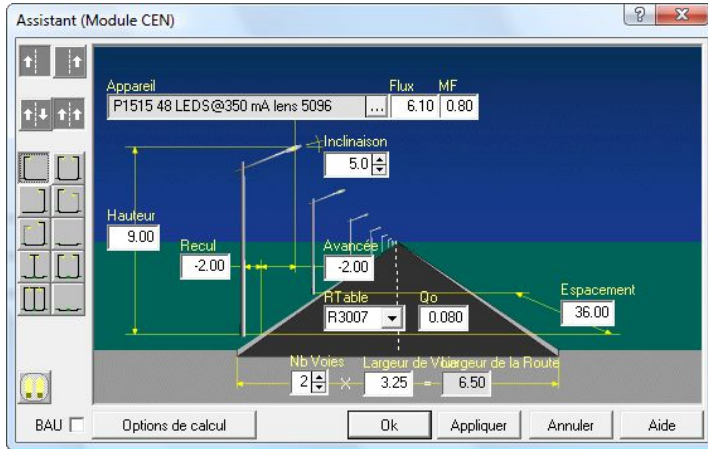 Assistant (Module CEN)
Appareil Flux MF
P1515 48 LEDS@350 mA lens 5096 ... 6.10 0.80
Inclinaison
5.0
Hauteur
9.00
Recul Avancée
-2.00 -2.00
RTable Qo
R3007 0.080
Espacement
36.00
Nb Voies Largeur de Voie Largeur de la Route
2 X 3.25 = 6.50
BAU Options de calcul Ok Appliquer Annuler Aide